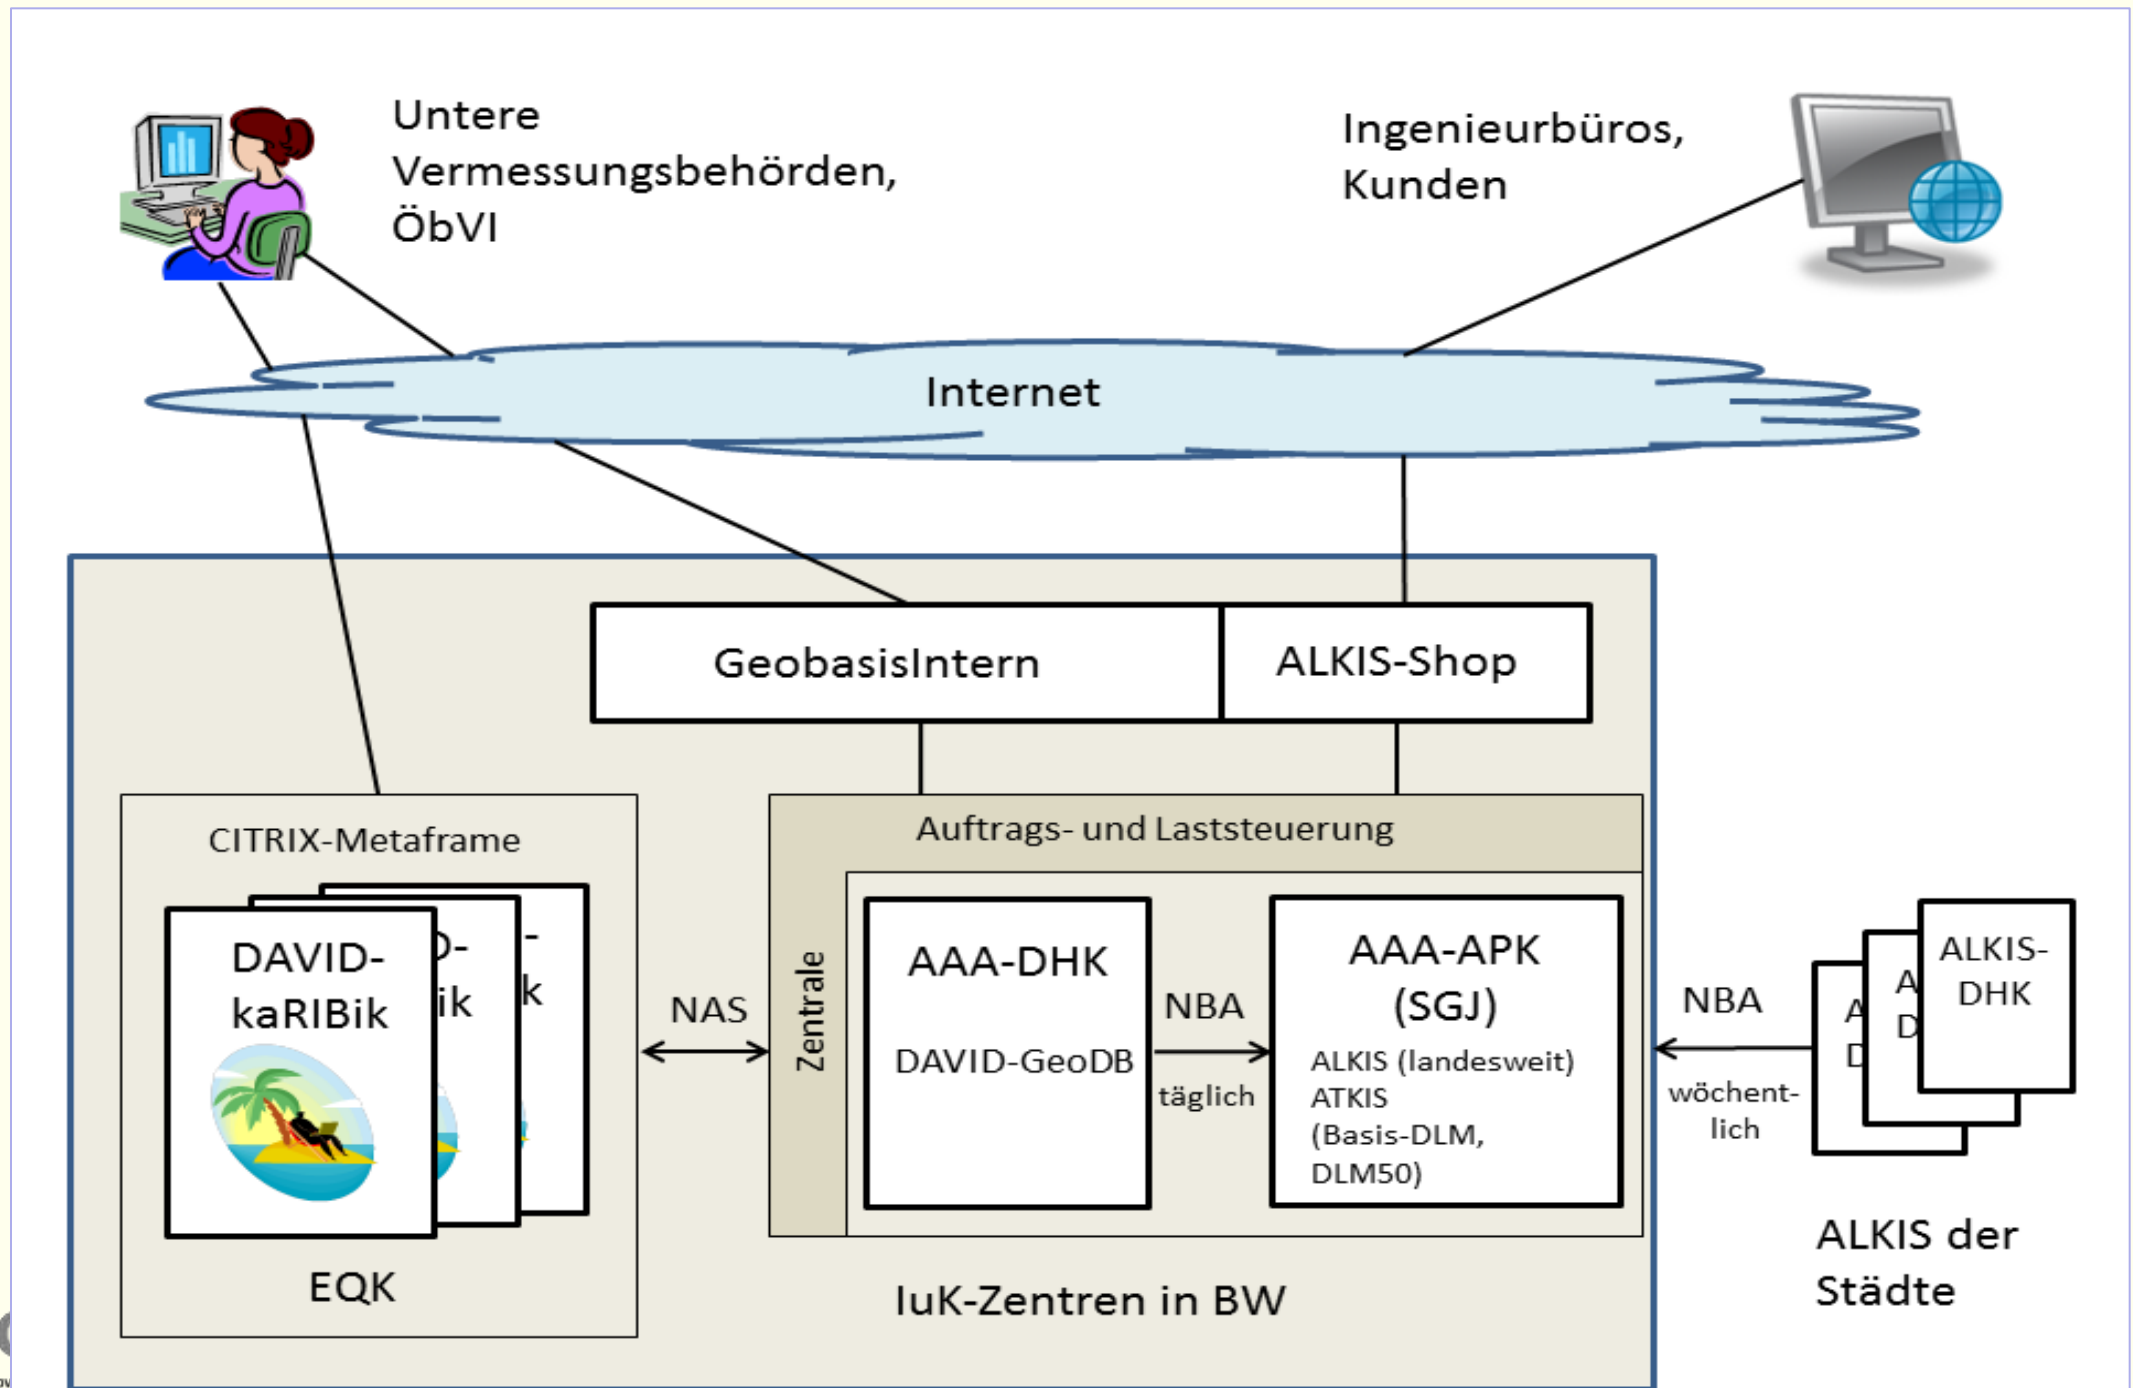 Untere
Vermessungsbehörden,
ÖbVI
Ingenieurbüros,
Kunden
Internet
GeobasisIntern
ALKIS-Shop
CITRIX-Metaframe
Auftrags- und Laststeuerung
Zentrale
DAVID-
kaRIBik
D-
ik
-
k
EQK
NAS
AAA-DHK
DAVID-GeoDB
NBA
täglich
AAA-APK
(SGJ)
ALKIS (landesweit)
ATKIS
(Basis-DLM,
DLM50)
IuK-Zentren in BW
NBA
wöchent-
lich
ALKIS-
DHK
A
D
A
D
ALKIS der
Städte